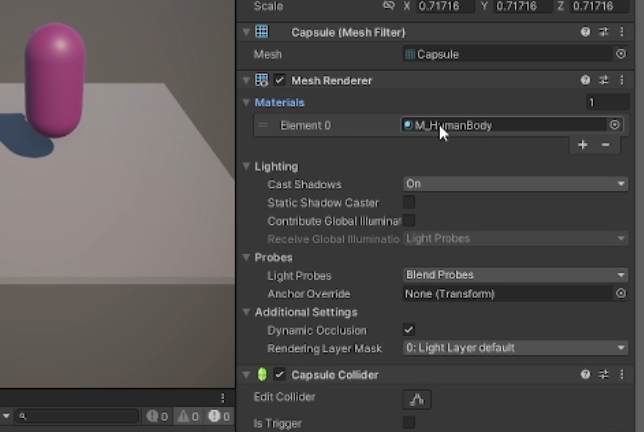 Scale X 0.71716 Y 0.71716 Z 0.71716
Capsule (Mesh Filter)
Mesh Capsule
Mesh Renderer
Materials 1
Element 0 M_HumanBody
Lighting
Cast Shadows On
Static Shadow Caster
Contribute Global Illuminat
Receive Global Illuminatio Light Probes
Probes
Light Probes Blend Probes
Anchor Override None (Transform)
Additional Settings
Dynamic Occlusion
Rendering Layer Mask 0: Light Layer default
Capsule Collider
Edit Collider
Is Trigger
0 0 0